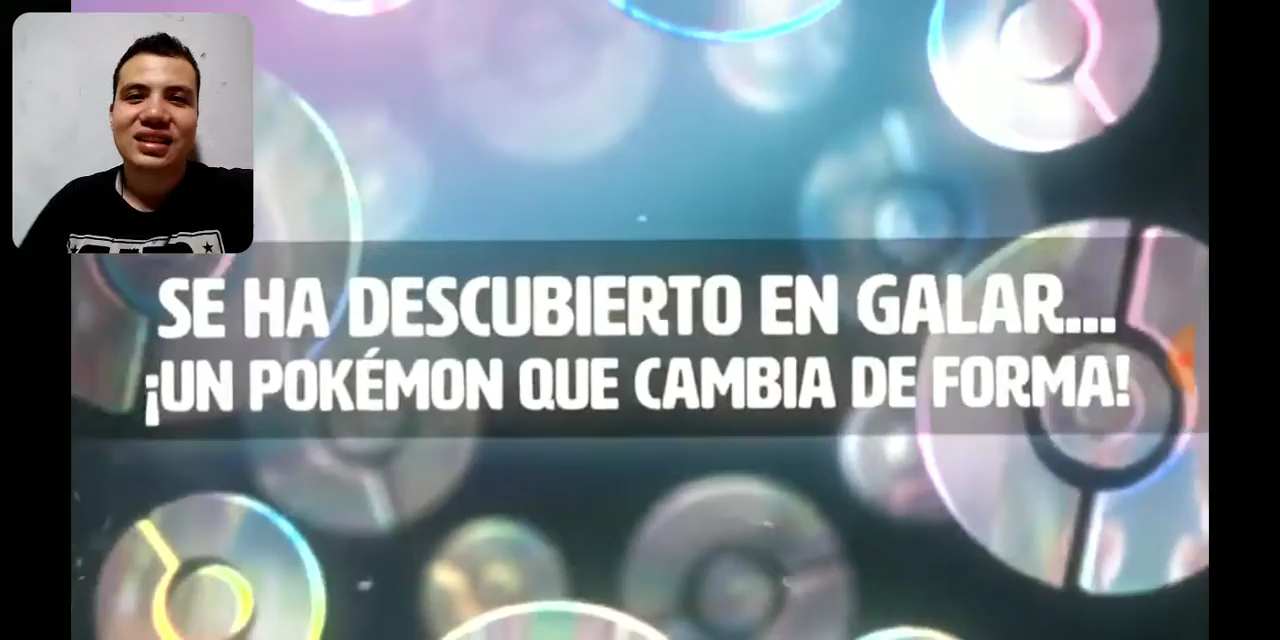 SE HA DESCUBIERTO EN GALAR...
¡UN POKÉMON QUE CAMBIA DE FORMA!